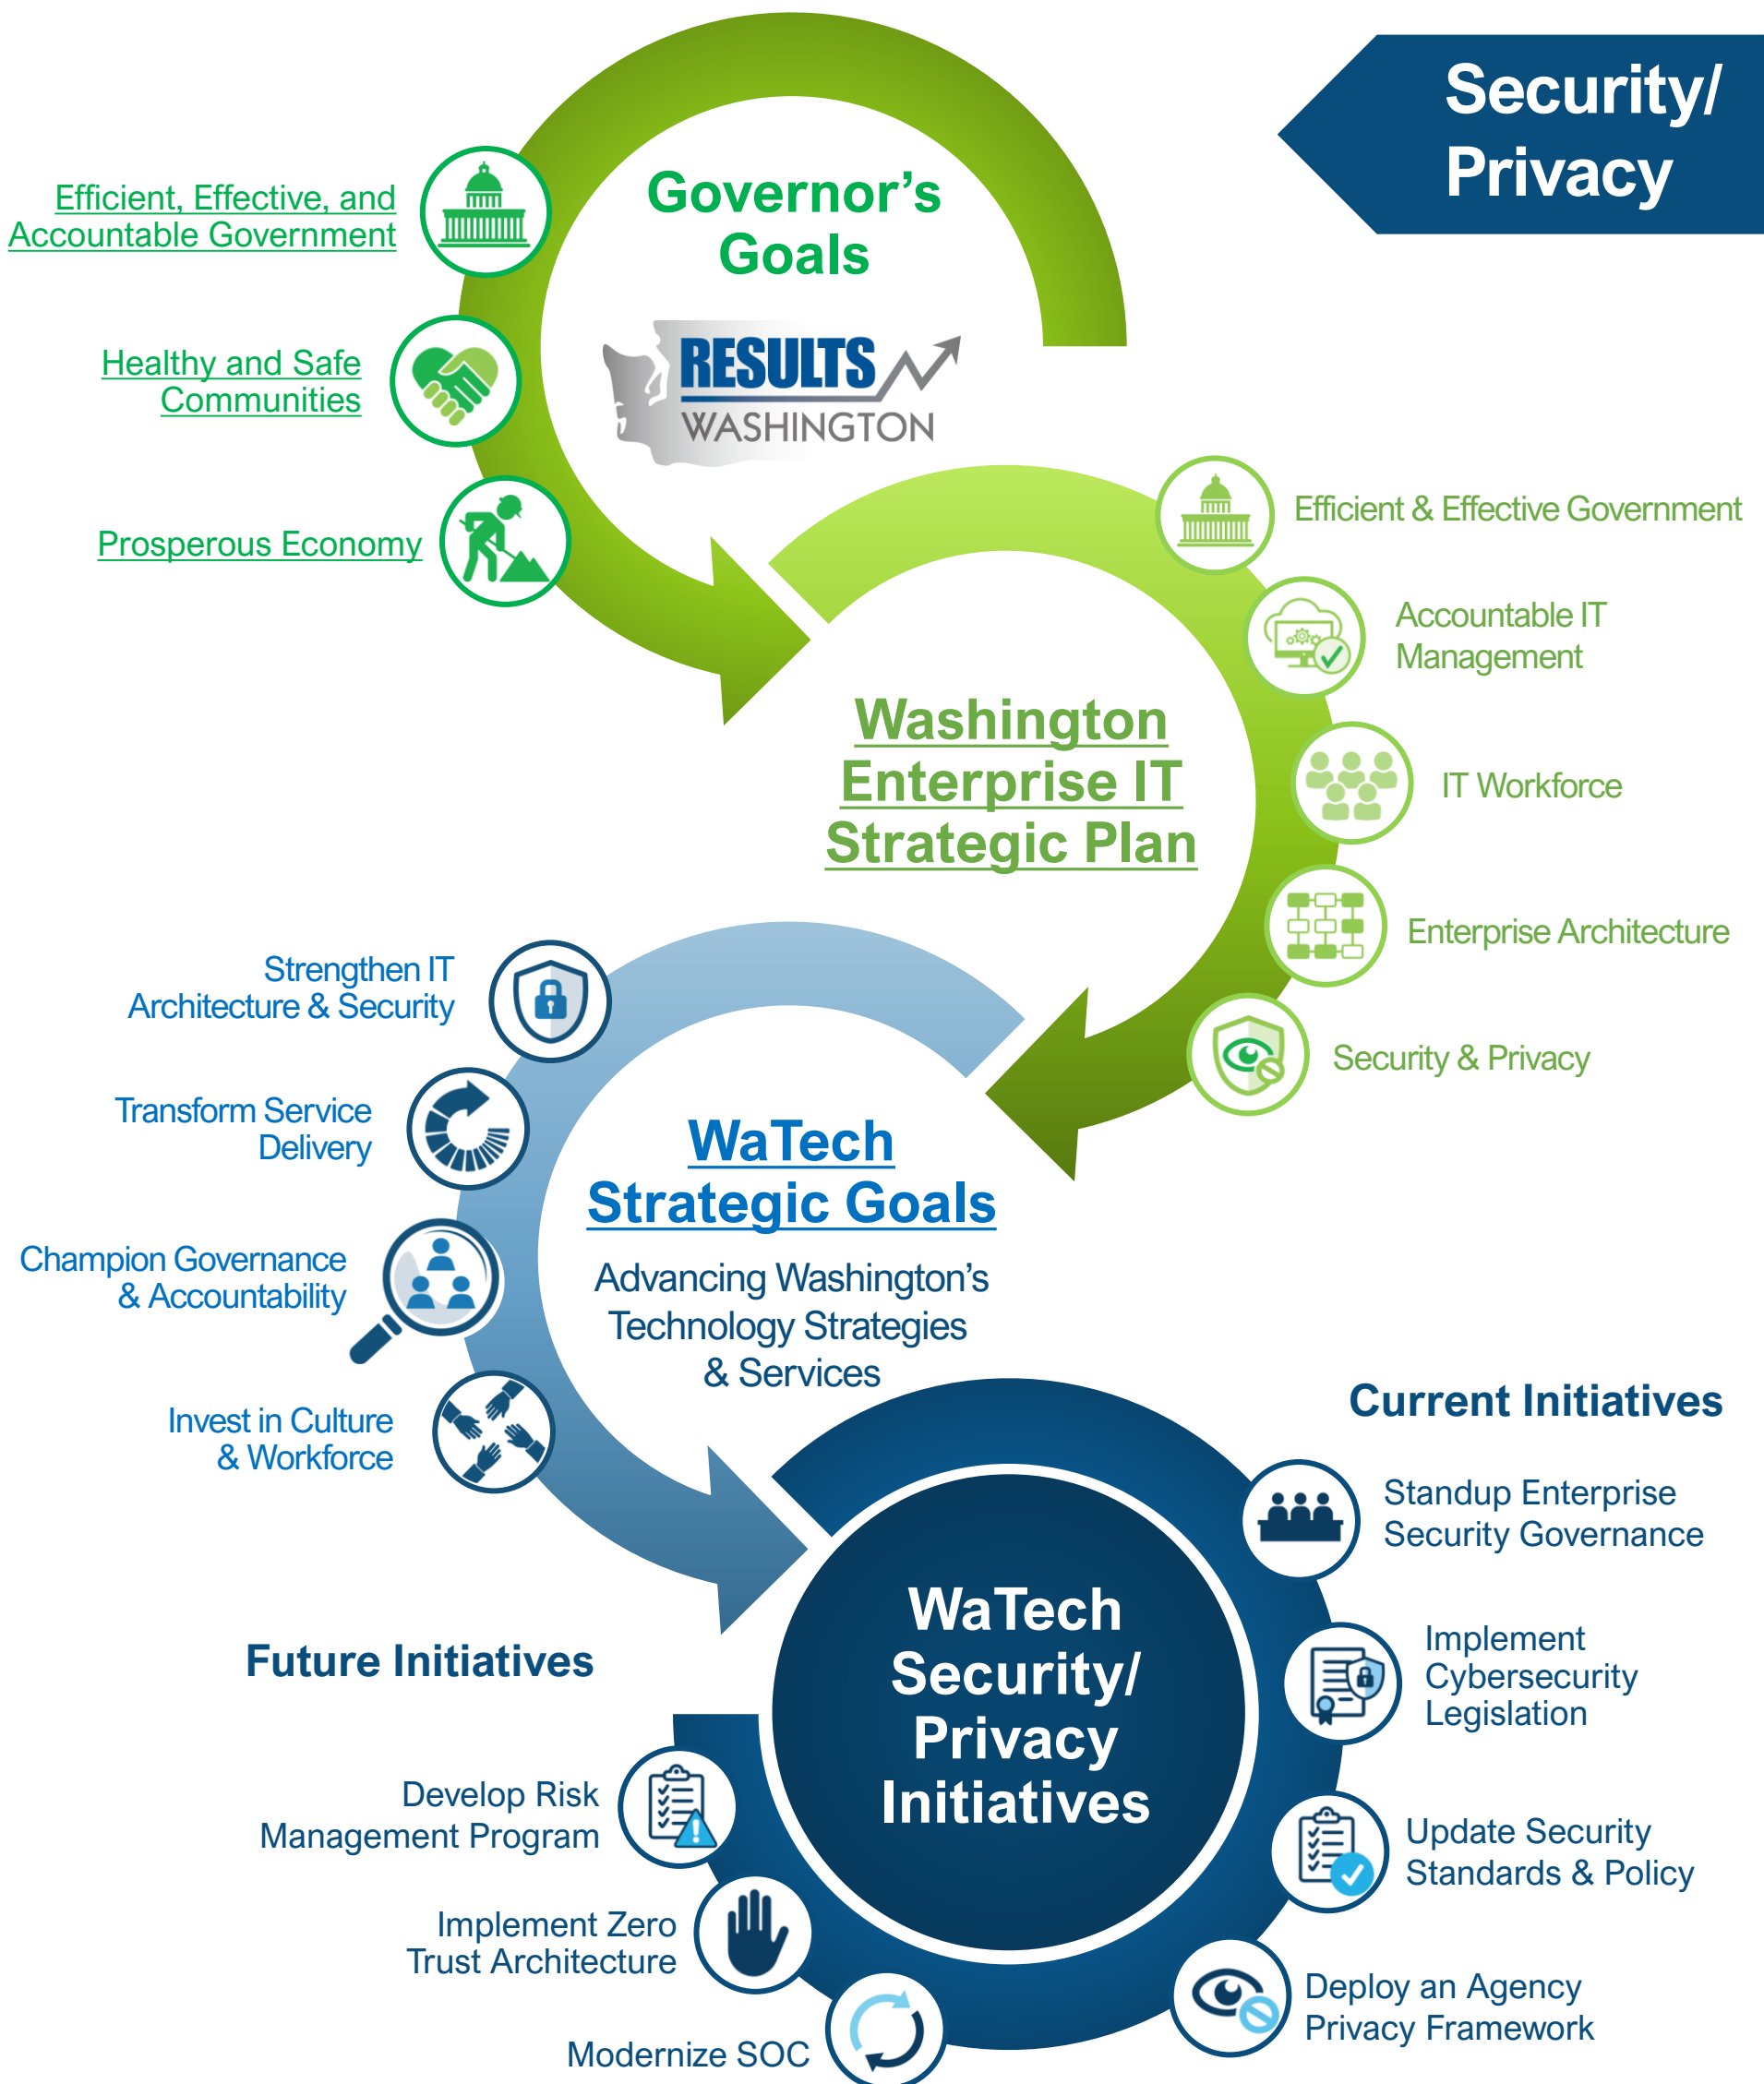 Security/
Privacy
Governor's
Goals
RESULTS
WASHINGTON
Efficient, Effective, and
Accountable Government
Healthy and Safe
Communities
Prosperous Economy
Washington
Enterprise IT
Strategic Plan
Efficient & Effective Government
Accountable IT
Management
IT Workforce
Enterprise Architecture
Security & Privacy
WaTech
Strategic Goals
Advancing Washington's
Technology Strategies
& Services
Strengthen IT
Architecture & Security
Transform Service
Delivery
Champion Governance
& Accountability
Invest in Culture
& Workforce
WaTech
Security/
Privacy
Initiatives
Current Initiatives
Standup Enterprise
Security Governance
Implement
Cybersecurity
Legislation
Update Security
Standards & Policy
Deploy an Agency
Privacy Framework
Future Initiatives
Develop Risk
Management Program
Implement Zero
Trust Architecture
Modernize SOC